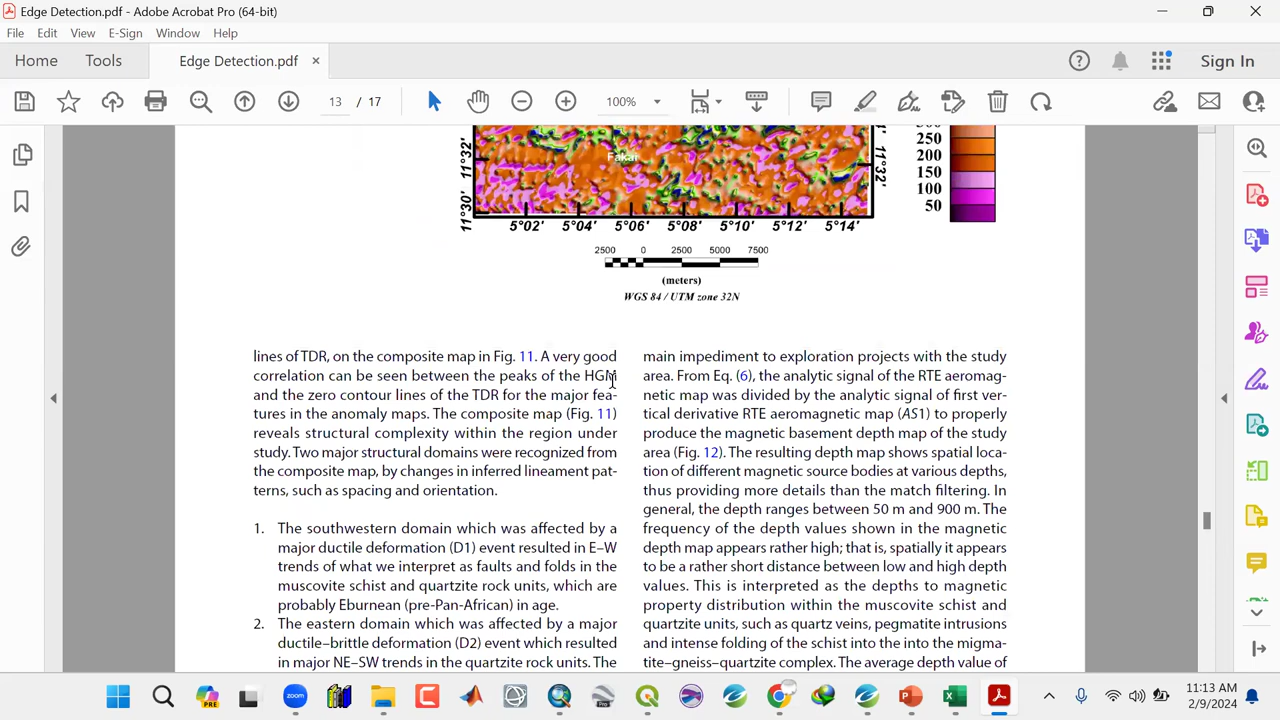 Edge Detection.pdf - Adobe Acrobat Pro (64-bit)
File Edit View E-Sign Window Help
Home Tools Edge Detection.pdf × Sign In
13 / 17 100%
11°32' Fakai 11°32'
11°30'
250
200
150
100
50
5°02' 5°04' 5°06' 5°08' 5°10' 5°12' 5°14'
2500 0 2500 5000 7500
(meters)
WGS 84 / UTM zone 32N
lines of TDR, on the composite map in Fig. 11. A very good
correlation can be seen between the peaks of the HGM
and the zero contour lines of the TDR for the major fea-
tures in the anomaly maps. The composite map (Fig. 11)
reveals structural complexity within the region under
study. Two major structural domains were recognized from
the composite map, by changes in inferred lineament pat-
terns, such as spacing and orientation.
1. The southwestern domain which was affected by a
major ductile deformation (D1) event resulted in E–W
trends of what we interpret as faults and folds in the
muscovite schist and quartzite rock units, which are
probably Eburnean (pre-Pan-African) in age.
2. The eastern domain which was affected by a major
ductile–brittle deformation (D2) event which resulted
in major NE–SW trends in the quartzite rock units. The
main impediment to exploration projects with the study
area. From Eq. (6), the analytic signal of the RTE aeromag-
netic map was divided by the analytic signal of first ver-
tical derivative RTE aeromagnetic map (AS1) to properly
produce the magnetic basement depth map of the study
area (Fig. 12). The resulting depth map shows spatial loca-
tion of different magnetic source bodies at various depths,
thus providing more details than the match filtering. In
general, the depth ranges between 50 m and 900 m. The
frequency of the depth values shown in the magnetic
depth map appears rather high; that is, spatially it appears
to be a rather short distance between low and high depth
values. This is interpreted as the depths to magnetic
property distribution within the muscovite schist and
quartzite units, such as quartz veins, pegmatite intrusions
and intense folding of the schist into the into the migma-
tite–gneiss–quartzite complex. The average depth value of
PRE zoom Pro
11:13 AM
2/9/2024